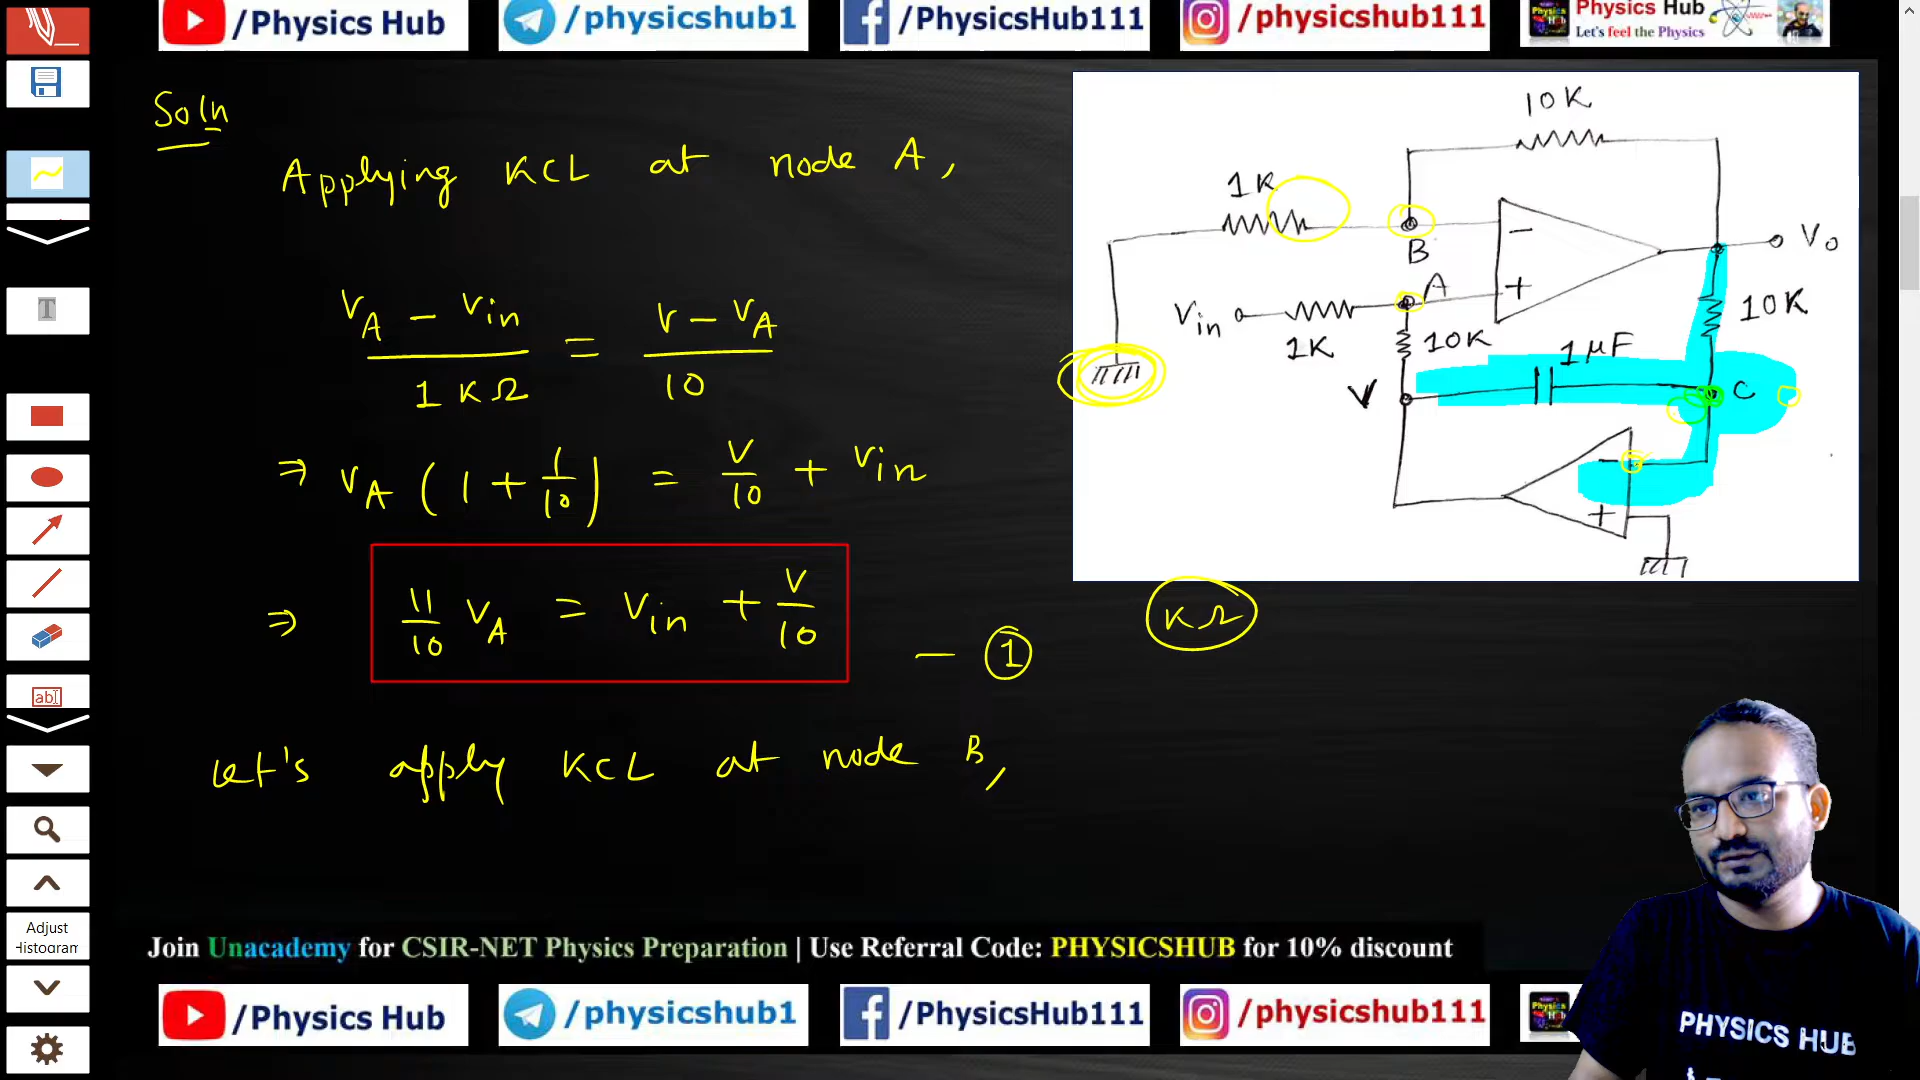 /Physics Hub
/physicshub1
/PhysicsHub111
/physicshub111
Physics Hub
Let's feel the Physics
Soln
Applying KCL at node A,
VA - Vin / 1 KΩ = V - VA / 10
⇒ VA (1 + 1/10) = V/10 + Vin
⇒ 11/10 VA = Vin + V/10 — ①
Let's apply KCL at node B,
10K
1K
B
−
A
+
Vo
Vin
1K
10K
10K
1μF
V
C
−
+
KΩ
T
ab
Adjust
Histogram
Join Unacademy for CSIR-NET Physics Preparation | Use Referral Code: PHYSICSHUB for 10% discount
/Physics Hub
/physicshub1
/PhysicsHub111
/physicshub111
PHYSICS HUB